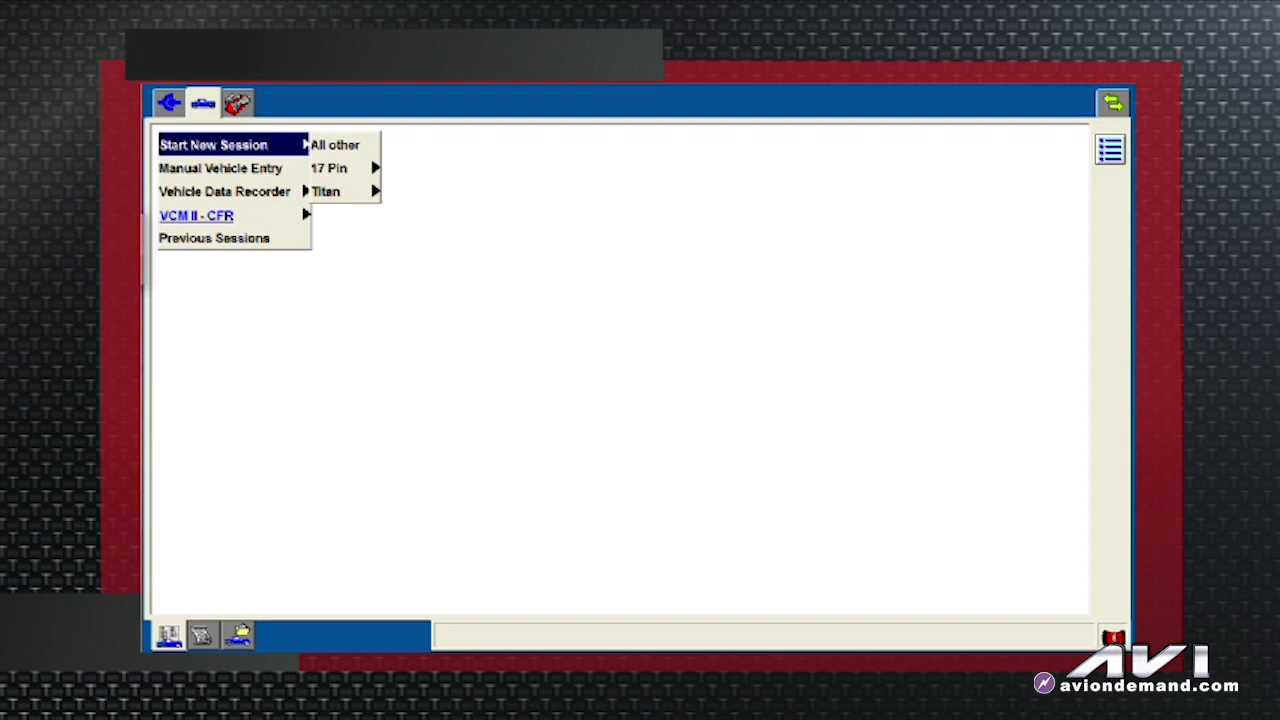 Start New Session
All other
Manual Vehicle Entry
17 Pin
Vehicle Data Recorder
Titan
VCM II - CFR
Previous Sessions
AVI
aviondemand.com